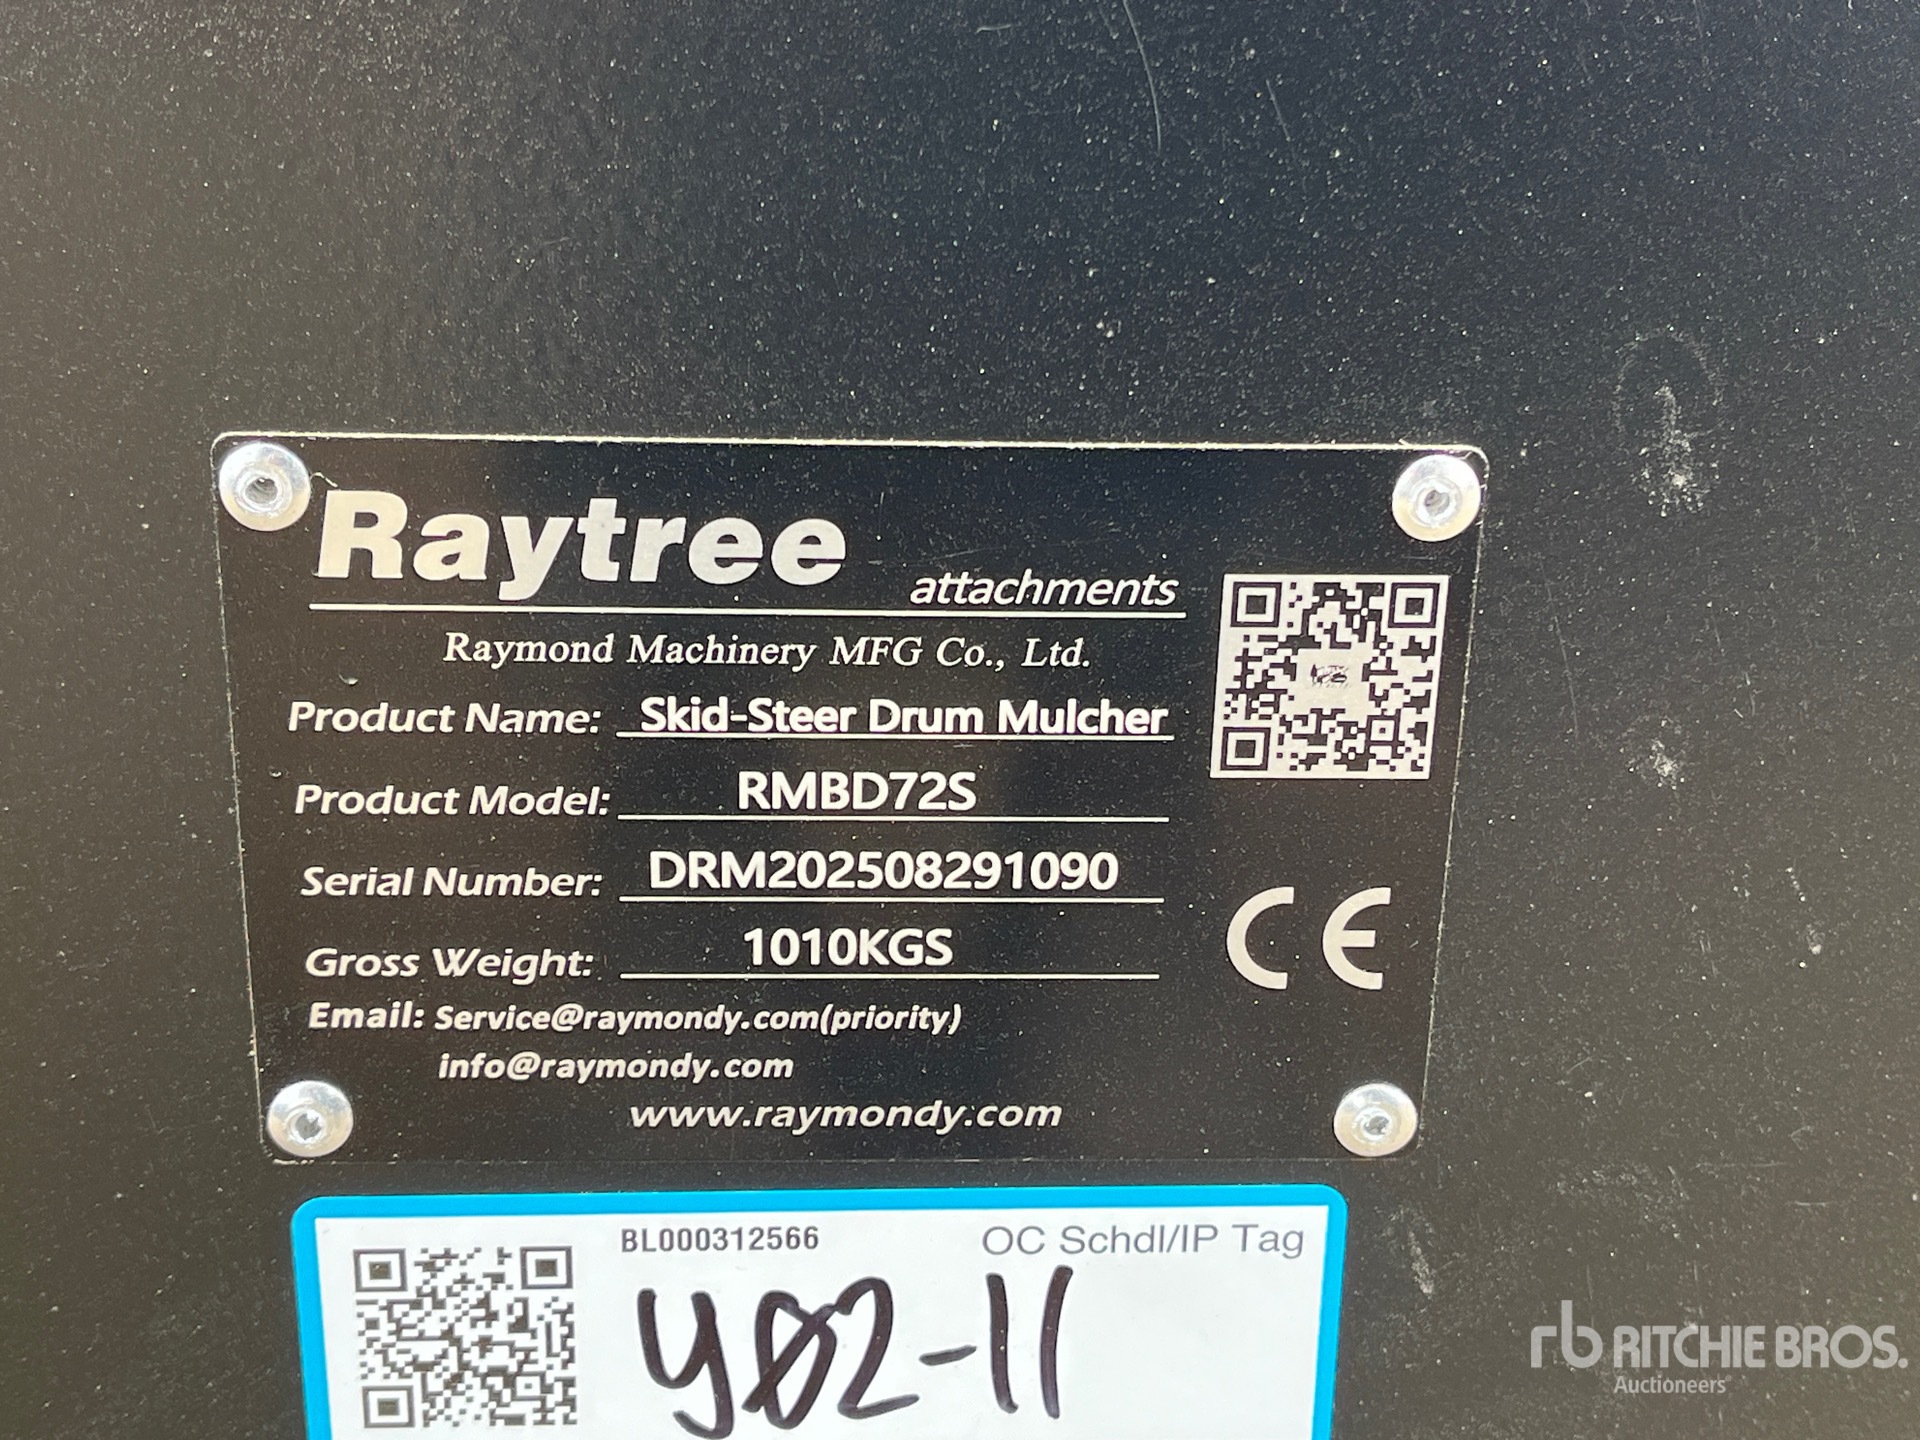 Raytree
attachments
Raymond Machinery MFG Co., Ltd.
Product Name: Skid-Steer Drum Mulcher
Product Model: RMBD72S
Serial Number: DRM202508291090
Gross Weight: 1010KGS
CE
Email: Service@raymondy.com(priority)
info@raymondy.com
www.raymondy.com
BL000312566 OC Schdl/IP Tag
y02-11
rb RITCHIE BROS.
Auctioneers